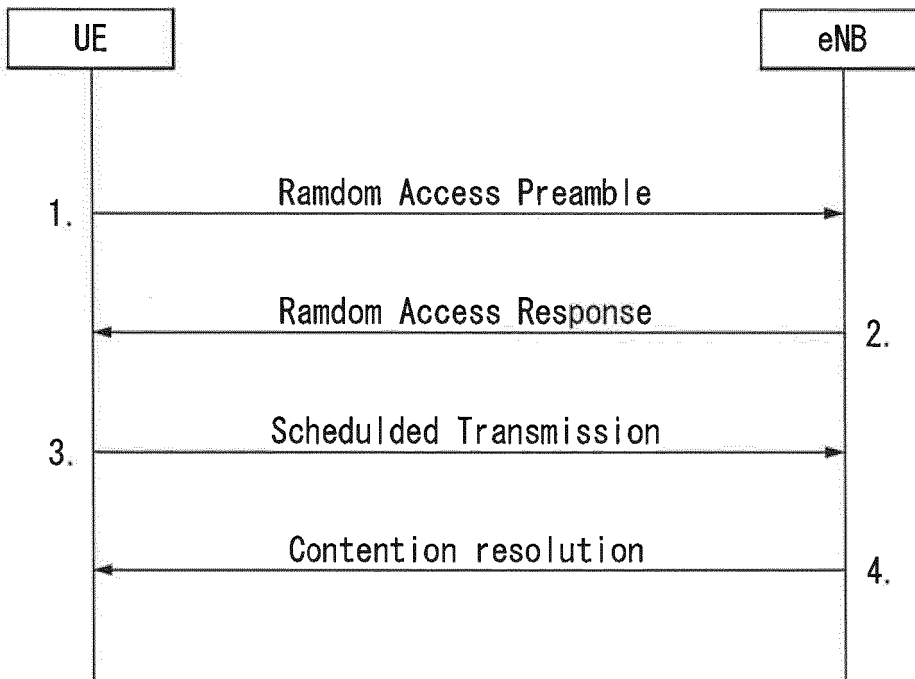 UE
eNB
Ramdom Access Preamble
1.
Ramdom Access Response
2.
Schedulded Transmission
3.
Contention resolution
4.